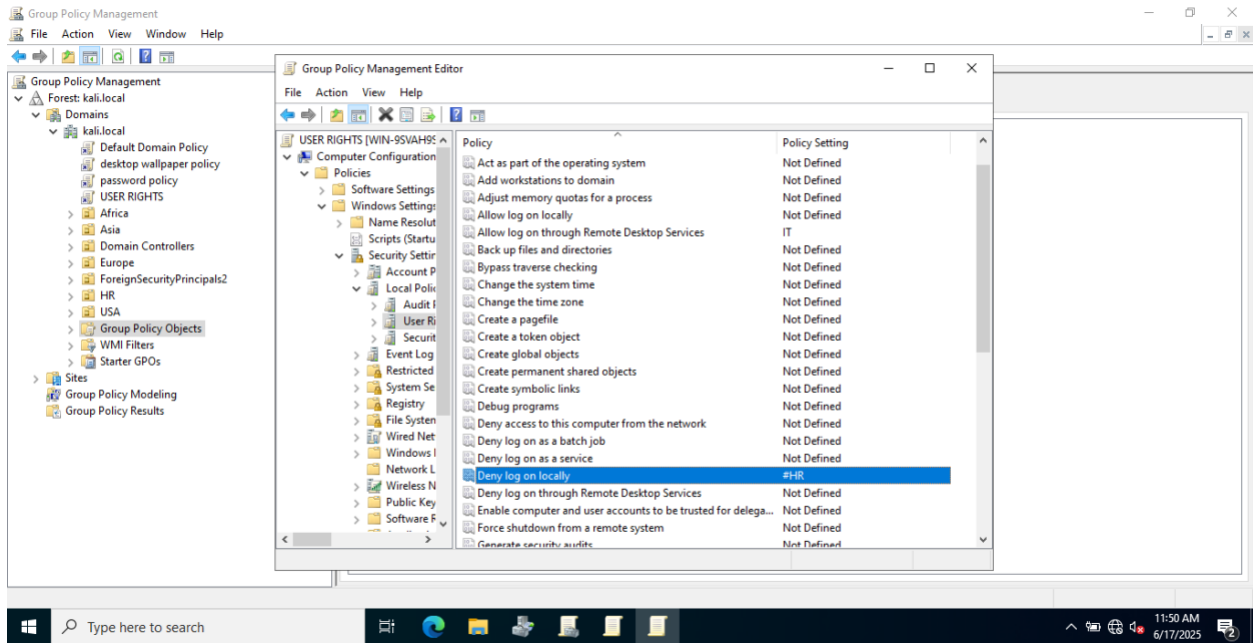 Group Policy Management
File Action View Window Help
Group Policy Management
Forest: kali.local
Domains
kali.local
Default Domain Policy
desktop wallpaper policy
password policy
USER RIGHTS
Africa
Asia
Domain Controllers
Europe
ForeignSecurityPrincipals2
HR
USA
Group Policy Objects
WMI Filters
Starter GPOs
Sites
Group Policy Modeling
Group Policy Results
Group Policy Management Editor
File Action View Help
USER RIGHTS [WIN-9SVAH9S
Computer Configuration
Policies
Software Settings
Windows Settings
Name Resolut
Scripts (Startu
Security Settir
Account P
Local Polic
Audit P
User Ri
Securit
Event Log
Restricted
System Se
Registry
File System
Wired Net
Windows I
Network L
Wireless N
Public Key
Software R
Policy Policy Setting
Act as part of the operating system Not Defined
Add workstations to domain Not Defined
Adjust memory quotas for a process Not Defined
Allow log on locally Not Defined
Allow log on through Remote Desktop Services IT
Back up files and directories Not Defined
Bypass traverse checking Not Defined
Change the system time Not Defined
Change the time zone Not Defined
Create a pagefile Not Defined
Create a token object Not Defined
Create global objects Not Defined
Create permanent shared objects Not Defined
Create symbolic links Not Defined
Debug programs Not Defined
Deny access to this computer from the network Not Defined
Deny log on as a batch job Not Defined
Deny log on as a service Not Defined
Deny log on locally #HR
Deny log on through Remote Desktop Services Not Defined
Enable computer and user accounts to be trusted for delega... Not Defined
Force shutdown from a remote system Not Defined
Generate security audits Not Defined
Type here to search
11:50 AM
6/17/2025
2